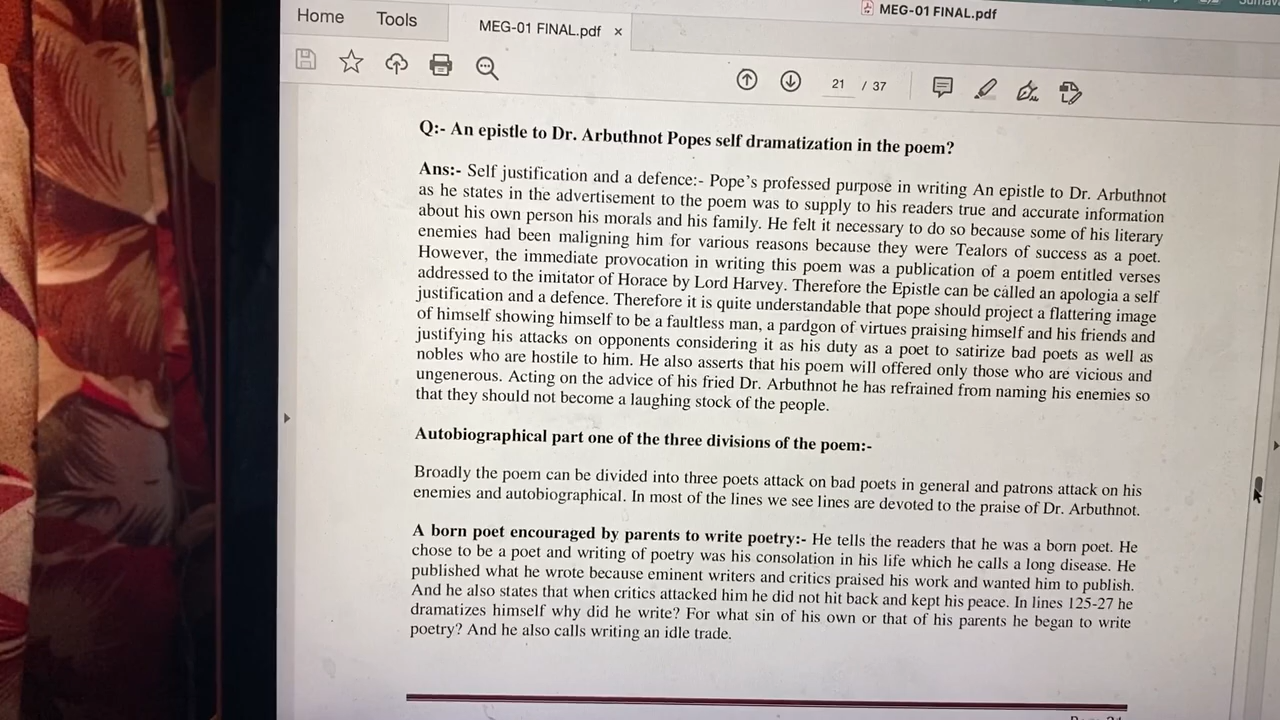 MEG-01 FINAL.pdf
Home
Tools
MEG-01 FINAL.pdf ×
21 / 37
Q:- An epistle to Dr. Arbuthnot Popes self dramatization in the poem?
Ans:- Self justification and a defence:- Pope's professed purpose in writing An epistle to Dr. Arbuthnot
as he states in the advertisement to the poem was to supply to his readers true and accurate information
about his own person his morals and his family. He felt it necessary to do so because some of his literary
enemies had been maligning him for various reasons because they were Tealors of success as a poet.
However, the immediate provocation in writing this poem was a publication of a poem entitled verses
addressed to the imitator of Horace by Lord Harvey. Therefore the Epistle can be called an apologia a self
justification and a defence. Therefore it is quite understandable that pope should project a flattering image
of himself showing himself to be a faultless man, a pardgon of virtues praising himself and his friends and
justifying his attacks on opponents considering it as his duty as a poet to satirize bad poets as well as
nobles who are hostile to him. He also asserts that his poem will offered only those who are vicious and
ungenerous. Acting on the advice of his fried Dr. Arbuthnot he has refrained from naming his enemies so
that they should not become a laughing stock of the people.
Autobiographical part one of the three divisions of the poem:-
Broadly the poem can be divided into three poets attack on bad poets in general and patrons attack on his
enemies and autobiographical. In most of the lines we see lines are devoted to the praise of Dr. Arbuthnot.
A born poet encouraged by parents to write poetry:- He tells the readers that he was a born poet. He
chose to be a poet and writing of poetry was his consolation in his life which he calls a long disease. He
published what he wrote because eminent writers and critics praised his work and wanted him to publish.
And he also states that when critics attacked him he did not hit back and kept his peace. In lines 125-27 he
dramatizes himself why did he write? For what sin of his own or that of his parents he began to write
poetry? And he also calls writing an idle trade.